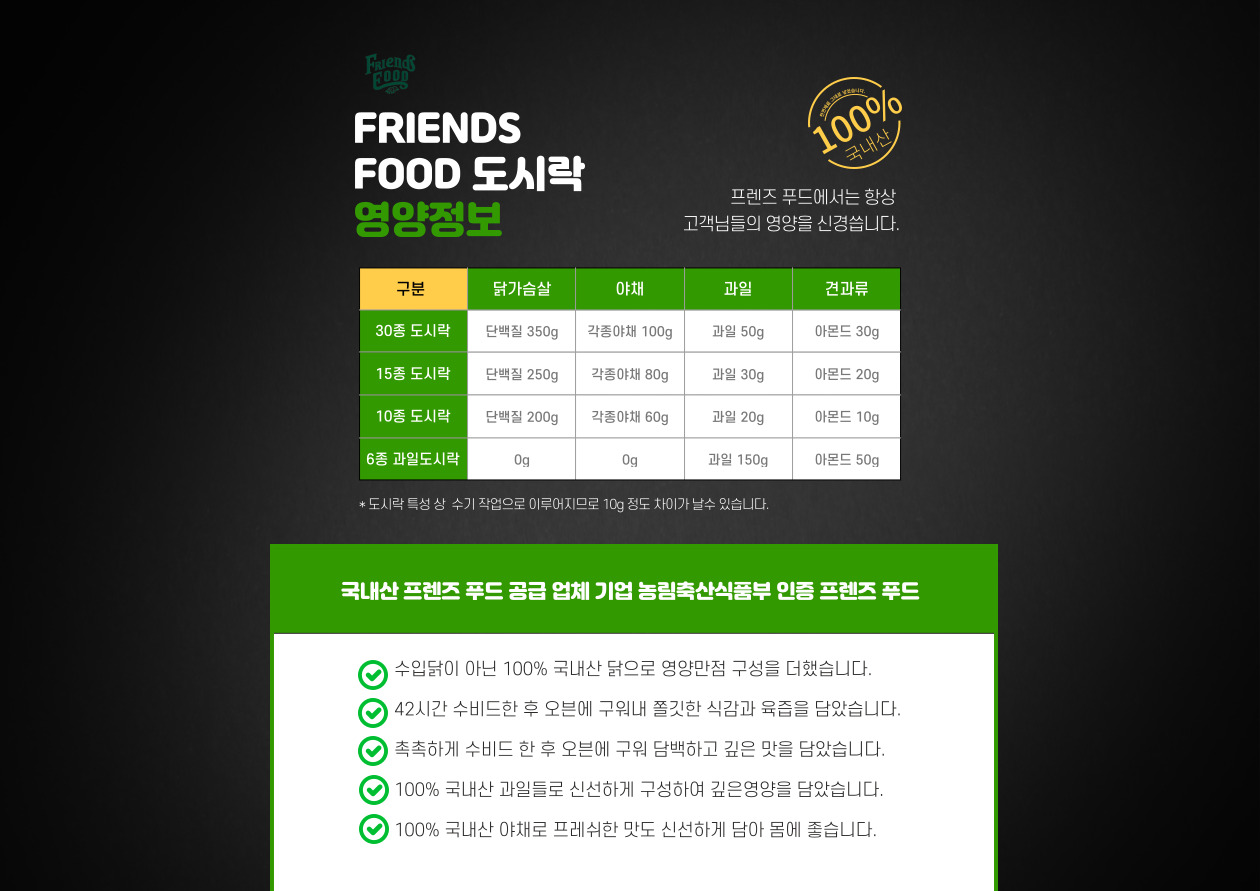 Friends
FOOD
FRIENDS
FOOD 도시락
영양정보
100%
국내산
프렌즈 푸드에서는 항상
고객님들의 영양을 신경씁니다.
구분 닭가슴살 야채 과일 견과류
30종 도시락 단백질 350g 각종야채 100g 과일 50g 아몬드 30g
15종 도시락 단백질 250g 각종야채 80g 과일 30g 아몬드 20g
10종 도시락 단백질 200g 각종야채 60g 과일 20g 아몬드 10g
6종 과일도시락 0g 0g 과일 150g 아몬드 50g
* 도시락 특성 상 수기 작업으로 이루어지므로 10g 정도 차이가 날수 있습니다.
국내산 프렌즈 푸드 공급 업체 기업 농림축산식품부 인증 프렌즈 푸드
수입닭이 아닌 100% 국내산 닭으로 영양만점 구성을 더했습니다.
42시간 수비드한 후 오븐에 구워내 쫄깃한 식감과 육즙을 담았습니다.
촉촉하게 수비드 한 후 오븐에 구워 담백하고 깊은 맛을 담았습니다.
100% 국내산 과일들로 신선하게 구성하여 깊은영양을 담았습니다.
100% 국내산 야채로 프레쉬한 맛도 신선하게 담아 몸에 좋습니다.